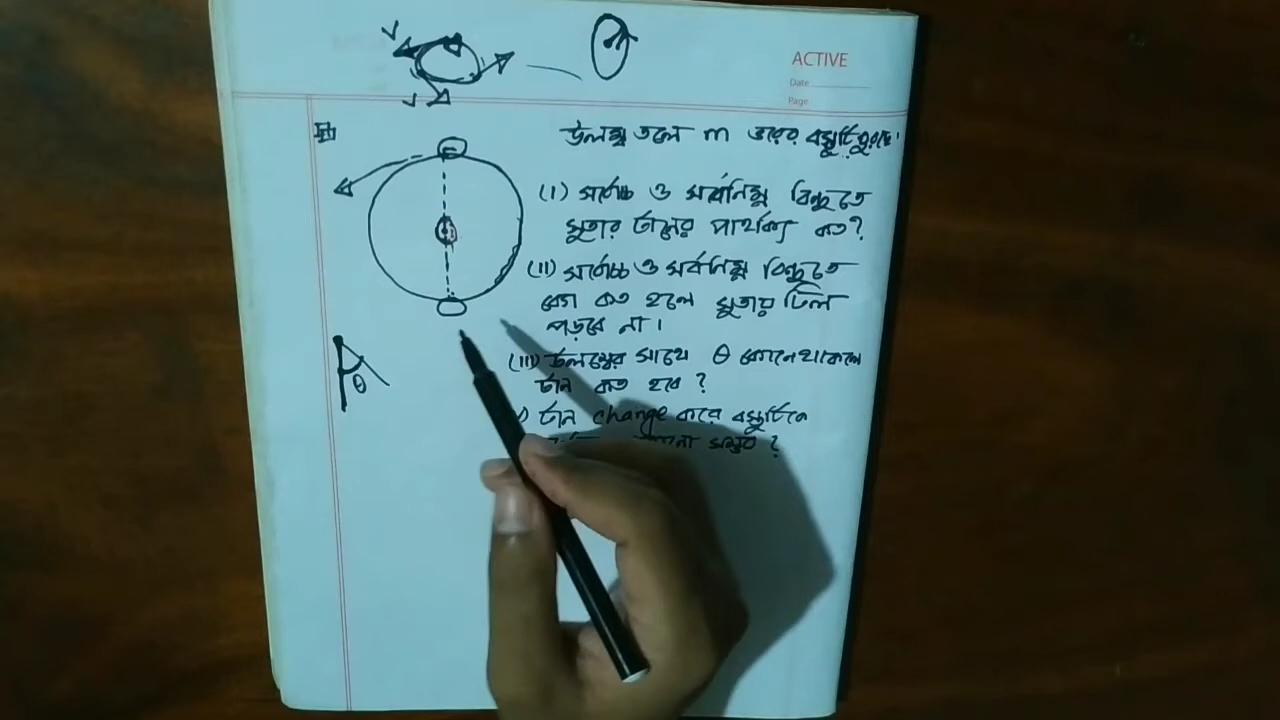 ACTIVE
Date
Page
V
V
উলম্ব তলে m ভরের বস্তুটি ঘুরছে।
(I) সর্বোচ্চ ও সর্বনিম্ন বিন্দুতে
সুতার টানের পার্থক্য কত?
(II) সর্বোচ্চ ও সর্বনিম্ন বিন্দুতে
বেগ কত হলে সুতায় ঢিল
পড়বে না।
(III) উলম্বের সাথে θ কোনে থাকলে
টান কত হবে?
θ
) টান change করে বস্তুটিকে
সম্ভব?